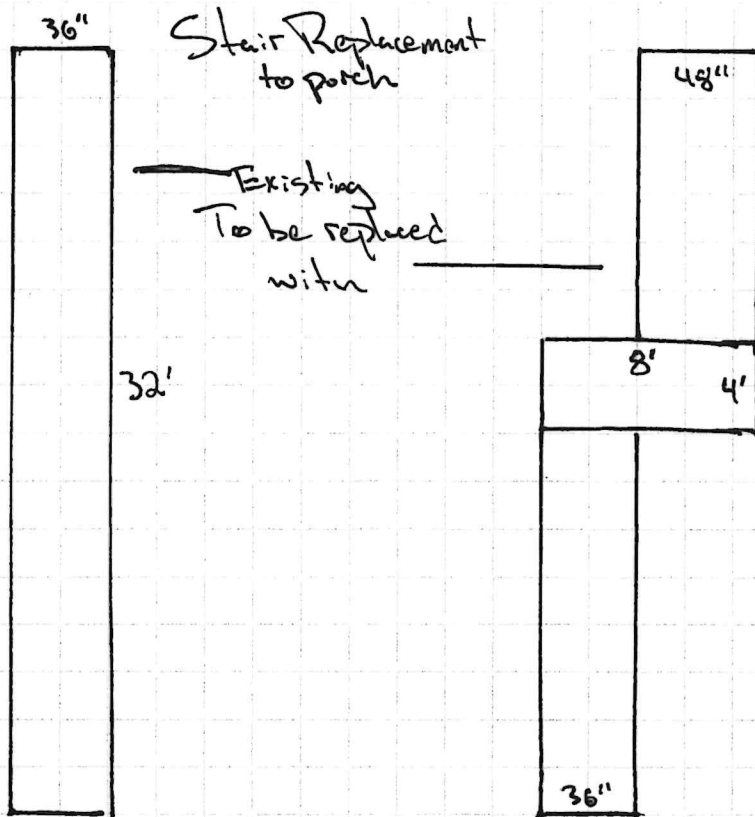 36"
Stair Replacement
to porch
48"
Existing
To be replaced
with
32'
8'
4'
36"